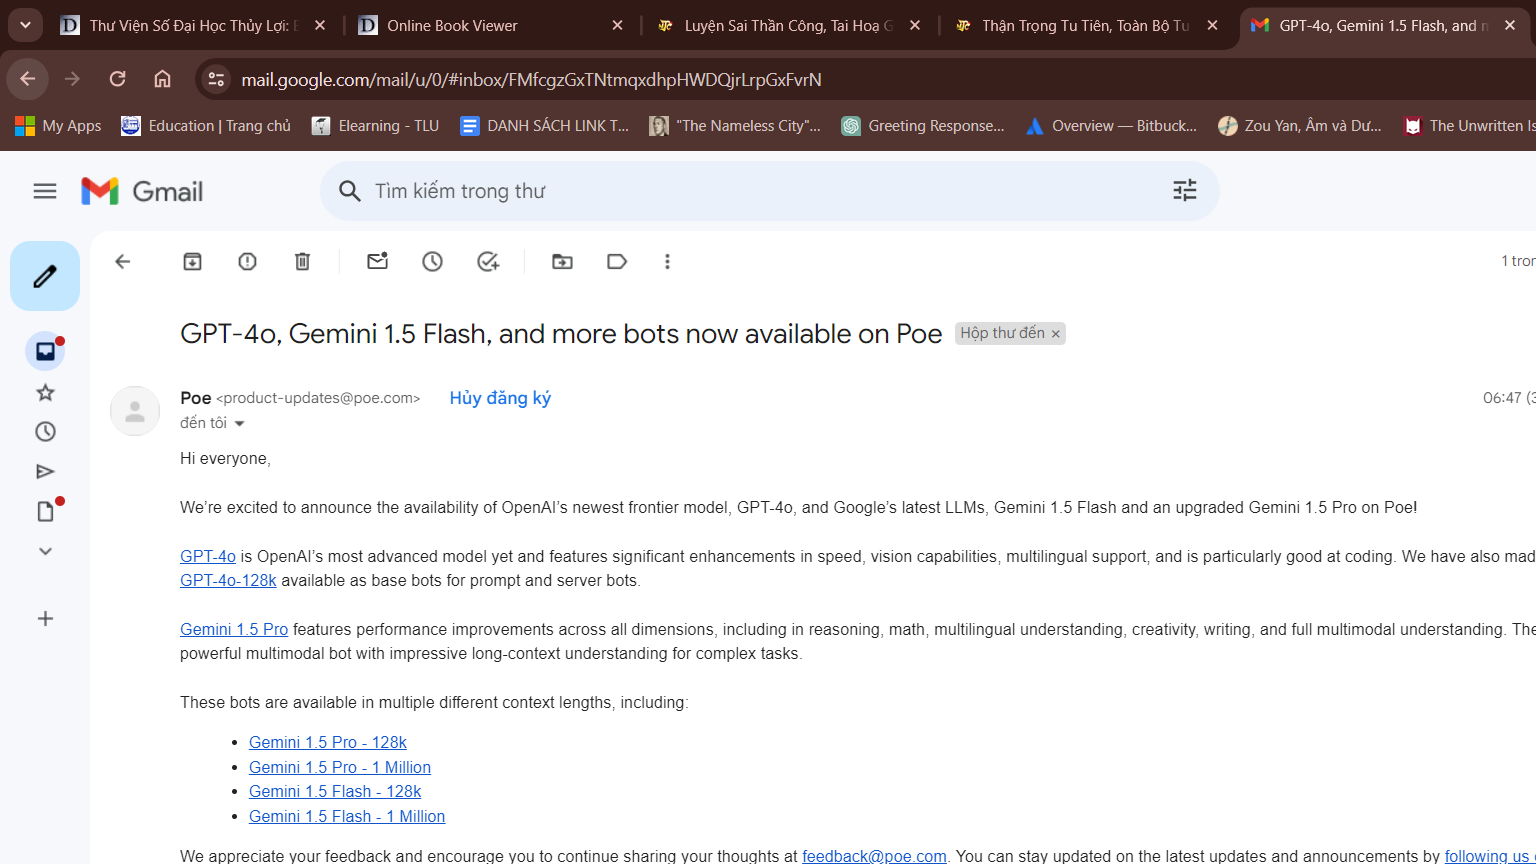 Thư Viện Số Đại Học Thủy Lợi: E
Online Book Viewer
Luyện Sai Thần Công, Tai Hoạ G
Thận Trọng Tu Tiên, Toàn Bộ Tu
GPT-4o, Gemini 1.5 Flash, and m
mail.google.com/mail/u/0/#inbox/FMfcgzGxTNtmqxdhpHWDQjrLrpGxFvrN
My Apps
Education | Trang chủ
Elearning - TLU
DANH SÁCH LINK T...
"The Nameless City"...
Greeting Response...
Overview — Bitbuck...
Zou Yan, Âm và Dư...
The Unwritten Is
Gmail
Tìm kiếm trong thư
1 tron
GPT-4o, Gemini 1.5 Flash, and more bots now available on Poe Hộp thư đến ×
Poe <product-updates@poe.com> Hủy đăng ký
06:47 (3
đến tôi
Hi everyone,
We’re excited to announce the availability of OpenAI’s newest frontier model, GPT-4o, and Google’s latest LLMs, Gemini 1.5 Flash and an upgraded Gemini 1.5 Pro on Poe!
GPT-4o is OpenAI’s most advanced model yet and features significant enhancements in speed, vision capabilities, multilingual support, and is particularly good at coding. We have also mad
GPT-4o-128k available as base bots for prompt and server bots.
Gemini 1.5 Pro features performance improvements across all dimensions, including in reasoning, math, multilingual understanding, creativity, writing, and full multimodal understanding. The
powerful multimodal bot with impressive long-context understanding for complex tasks.
These bots are available in multiple different context lengths, including:
• Gemini 1.5 Pro - 128k
• Gemini 1.5 Pro - 1 Million
• Gemini 1.5 Flash - 128k
• Gemini 1.5 Flash - 1 Million
We appreciate your feedback and encourage you to continue sharing your thoughts at feedback@poe.com. You can stay updated on the latest updates and announcements by following us